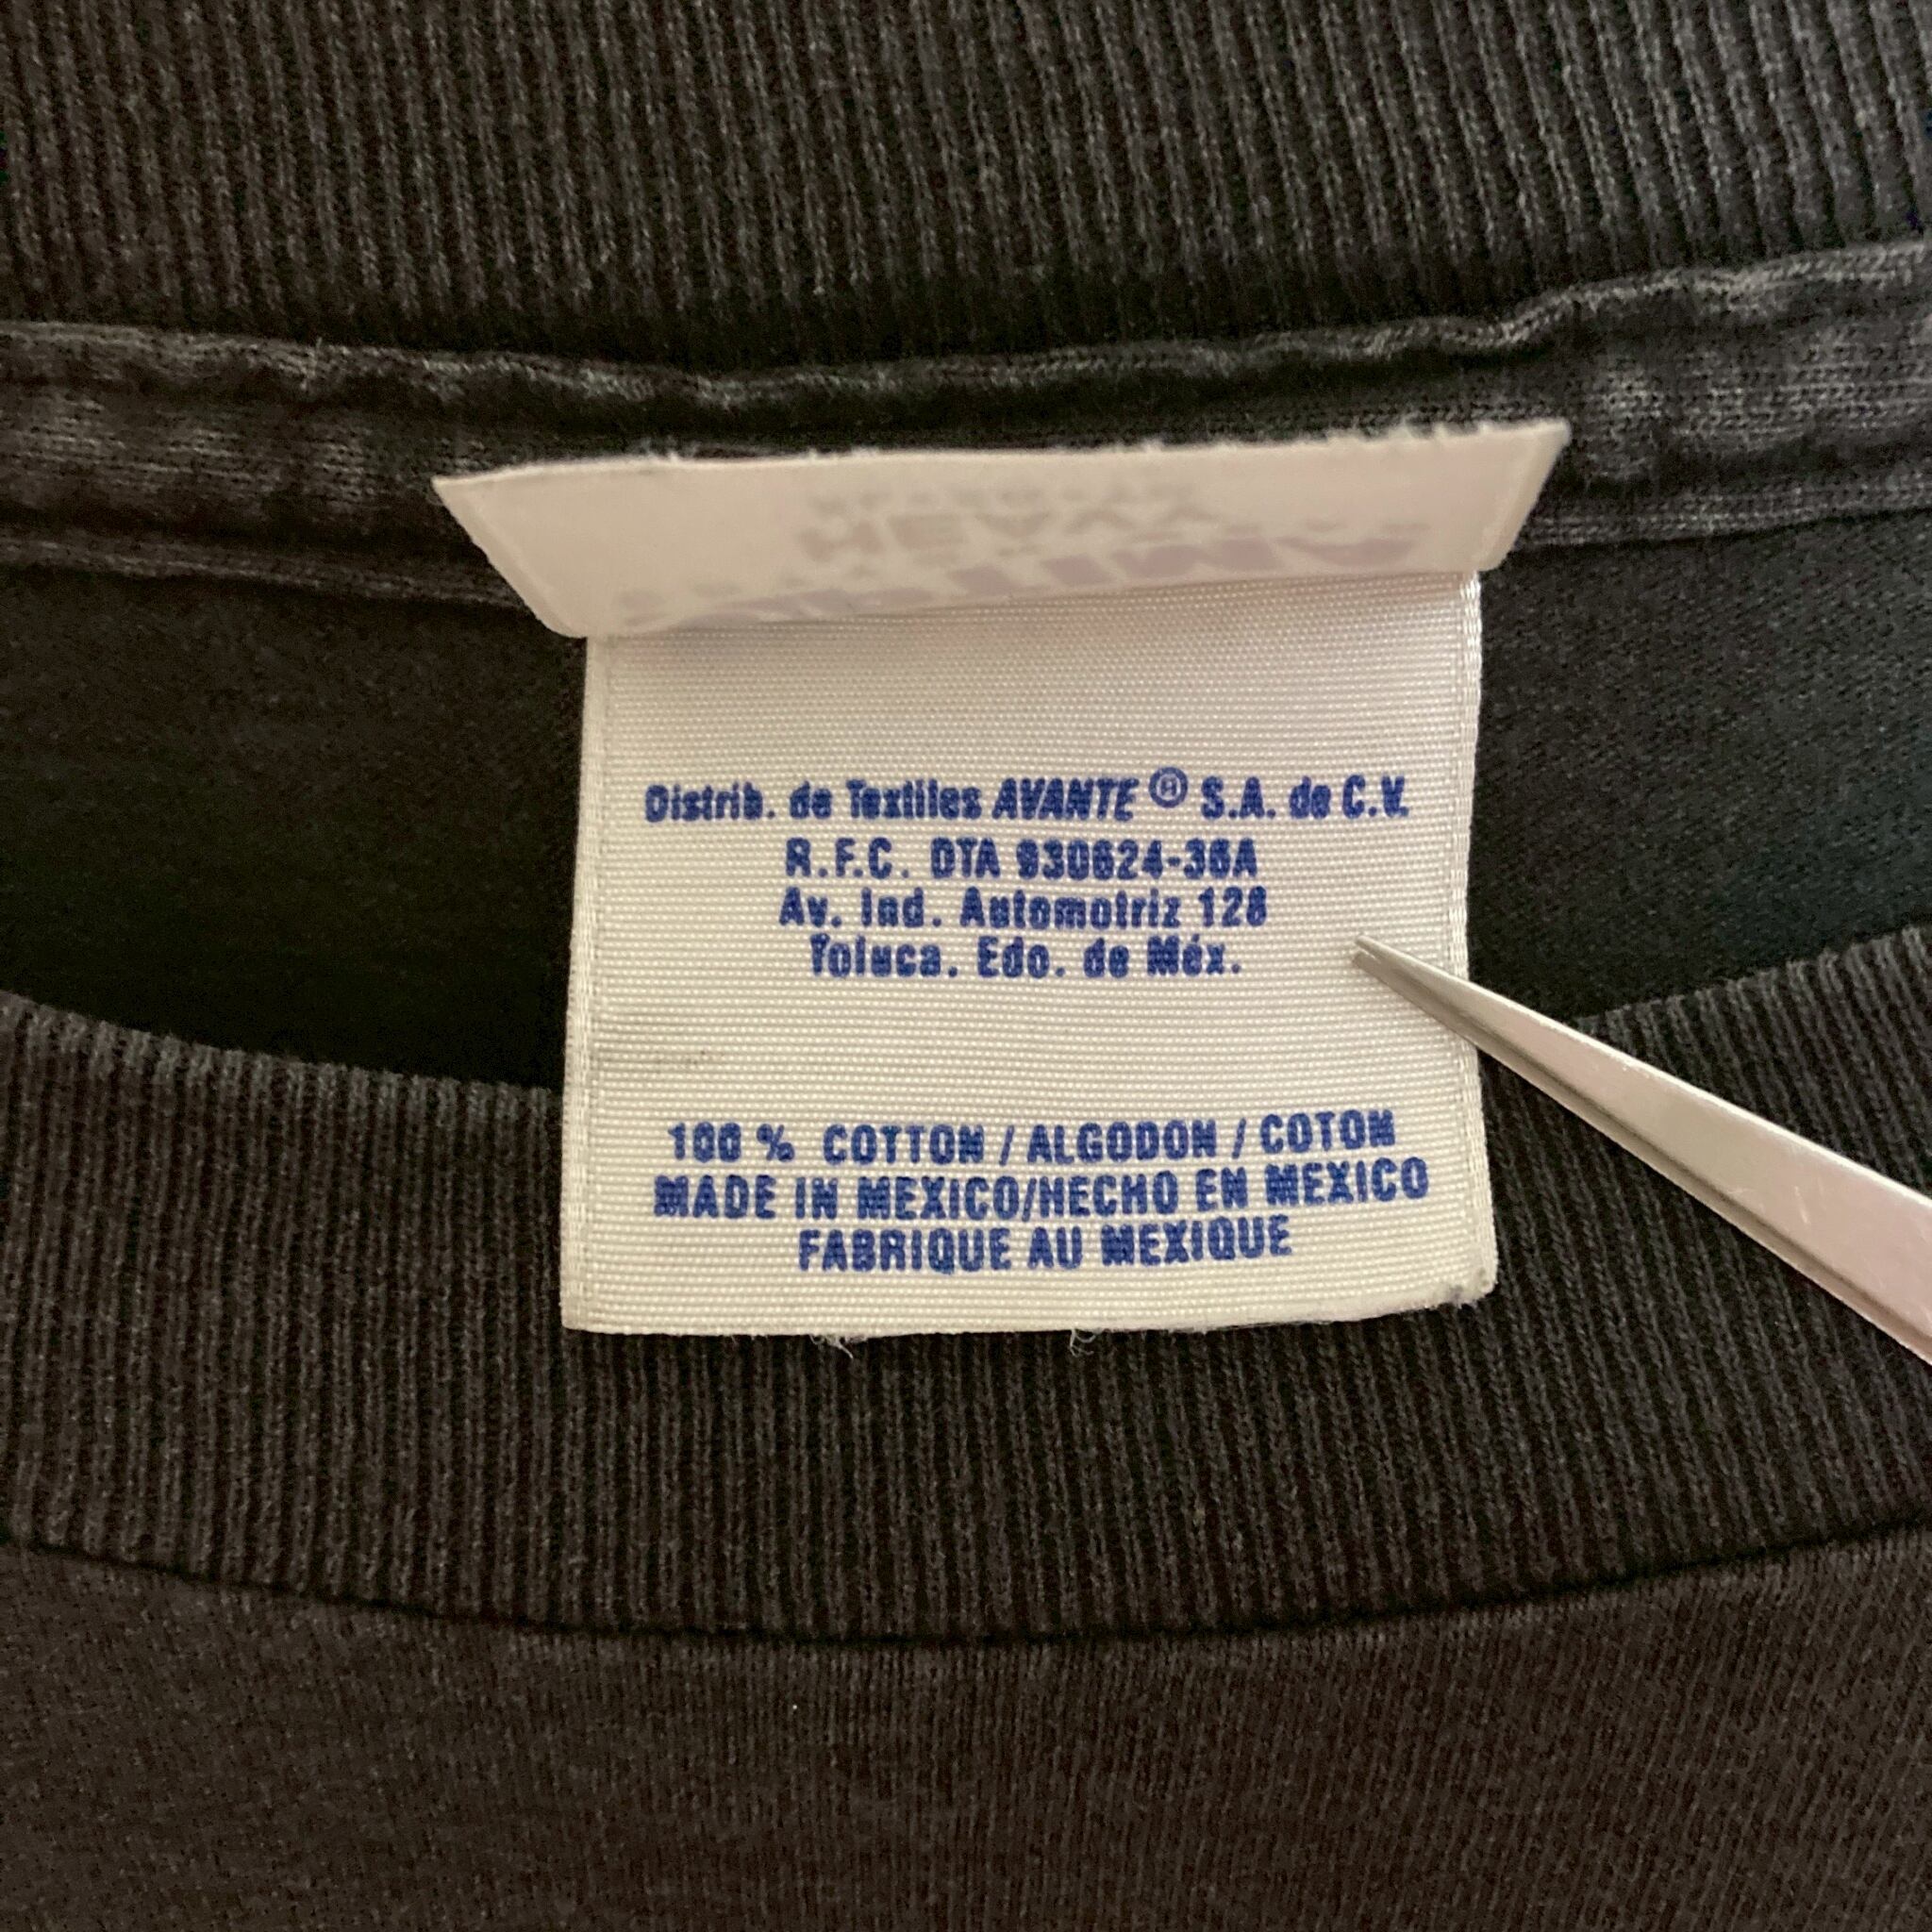 Distrib. de Textiles AVANTE ® S.A. de C.V.
R.F.C. DTA 930624-36A
Av. Ind. Automotriz 128
Toluca. Edo. de Méx.
100 % COTTON / ALGODON / COTON
MADE IN MEXICO/HECHO EN MEXICO
FABRIQUE AU MEXIQUE